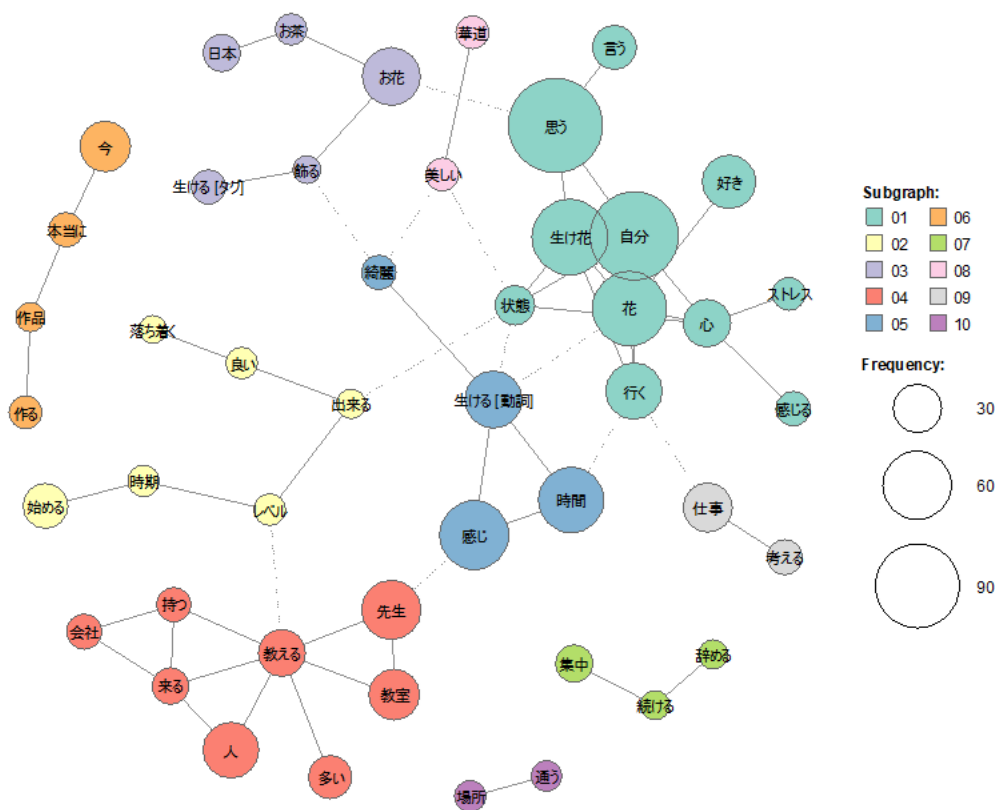 お茶
華道
日本
言う
お花
思う
今
飾る
美しい
生ける [タグ]
好き
本当に
生け花
自分
綺麗
ストレス
状態
花
心
作品
落ち着く
良い
行く
出来る
生ける [動詞]
感じる
作る
時期
始める
レベル
時間
仕事
感じ
考える
持つ
先生
会社
教える
辞める
集中
来る
教室
続ける
人
多い
通う
場所
Subgraph:
01 06
02 07
03 08
04 09
05 10
Frequency:
30
60
90